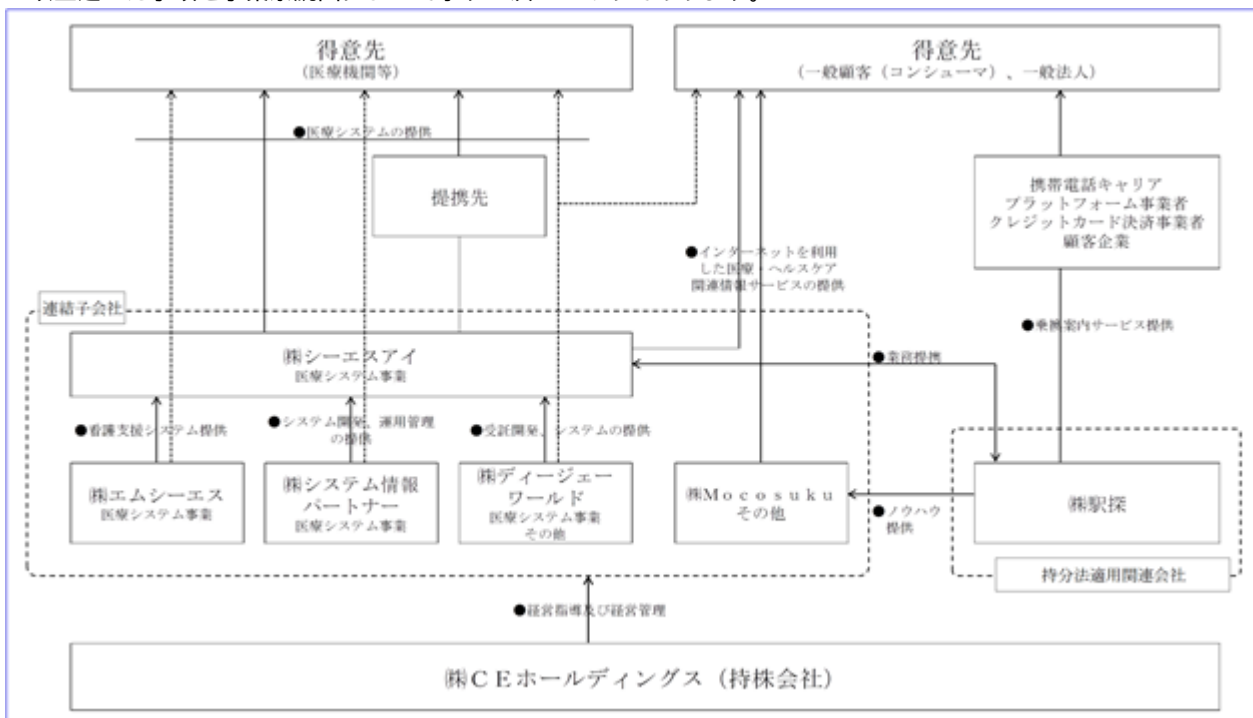 得意先
（医療機関等）
得意先
（一般顧客（コンシューマ）、一般法人）
●医療システムの提供
提携先
携帯電話キャリア
プラットフォーム事業者
クレジットカード決済事業者
顧客企業
●インターネットを利用
した医療・ヘルスケア
関連情報サービスの提供
連結子会社
●乗換案内サービス提供
㈱シーエスアイ
医療システム事業
●業務提携
●看護支援システム提供
●システム開発、運用管理
の提供
●受託開発、システムの提供
㈱エムシーエス
医療システム事業
㈱システム情報
パートナー
医療システム事業
㈱ディージェー
ワールド
医療システム事業
その他
㈱Ｍｏｃｏｓｕｋｕ
その他
●ノウハウ
提供
㈱駅探
持分法適用関連会社
●経営指導及び経営管理
㈱ＣＥホールディングス（持株会社）